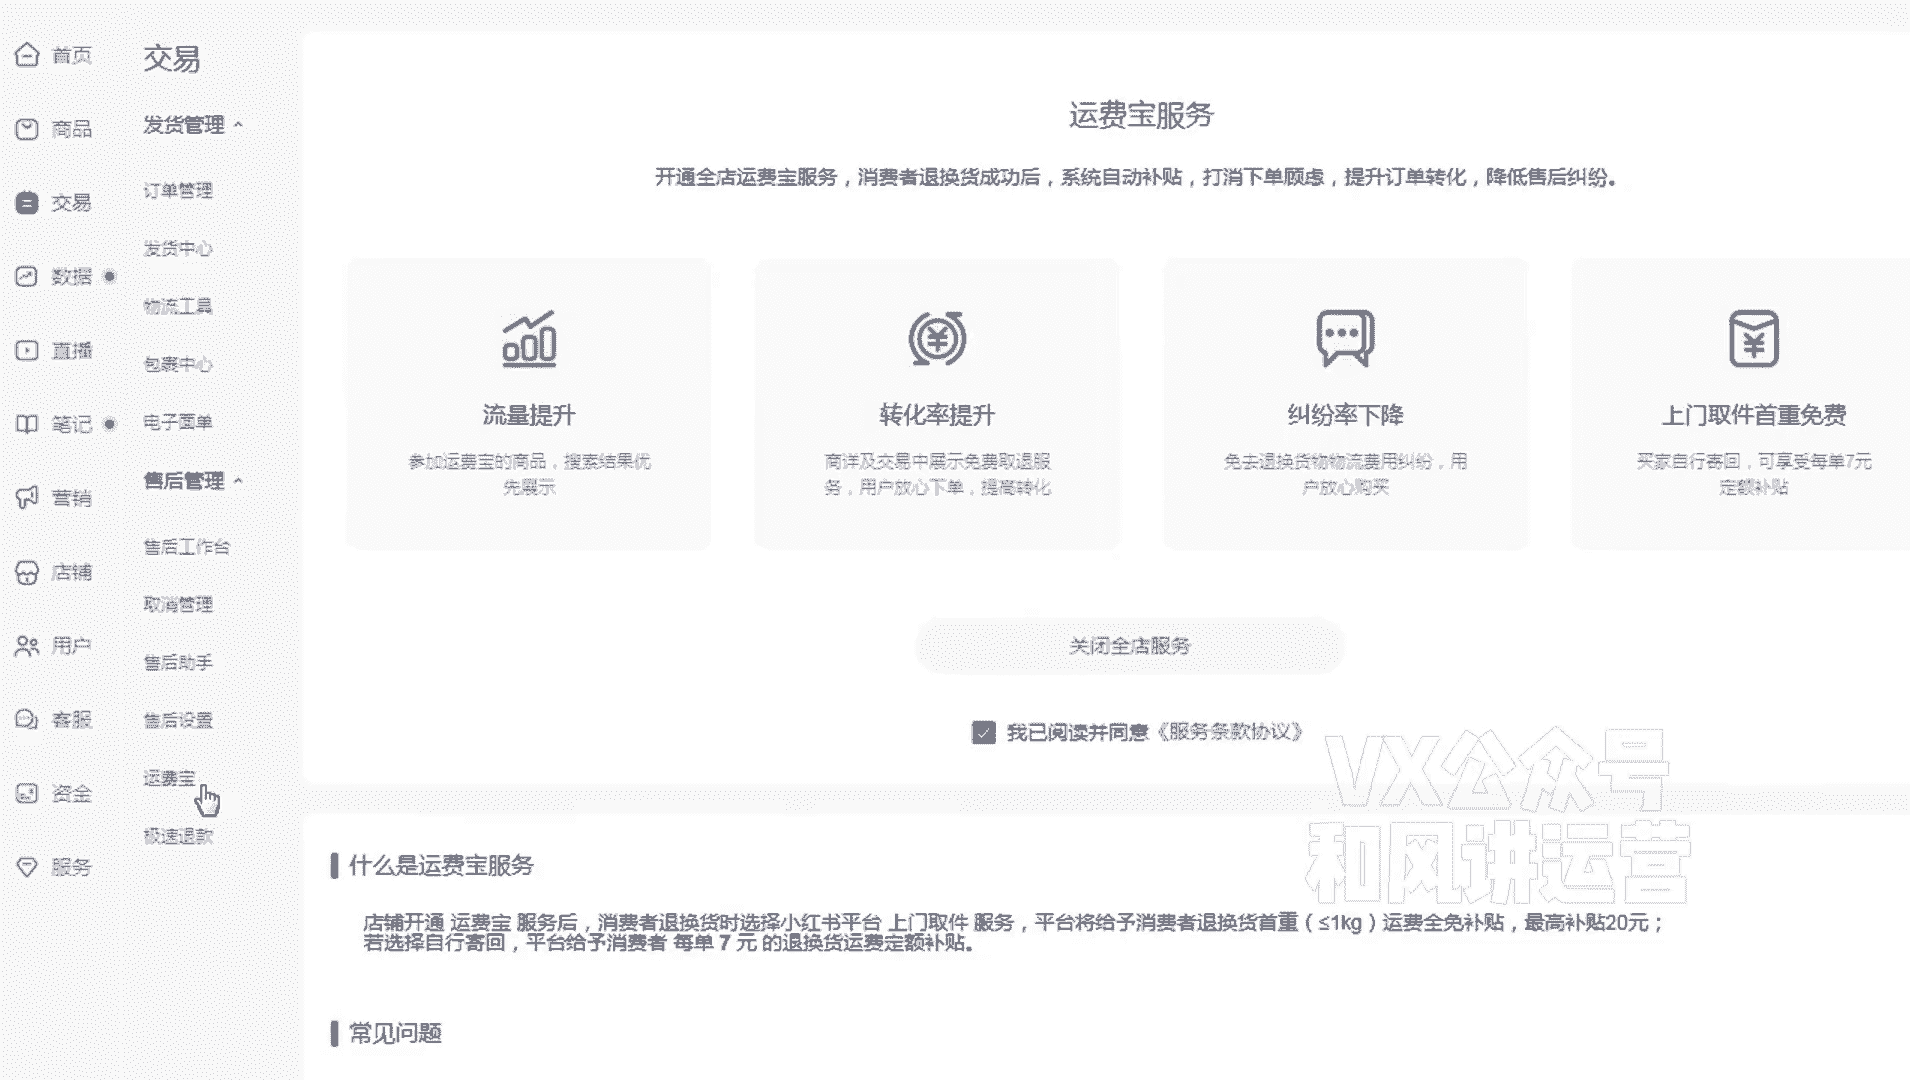 首页
商品
交易
数据
直播
笔记
营销
店铺
用户
客服
资金
服务
交易
发货管理
订单管理
发货中心
物流工具
包裹中心
电子面单
售后管理
售后工作台
取消管理
售后助手
售后设置
运费宝
极速退款
运费宝服务
开通全店运费宝服务，消费者退换货成功后，系统自动补贴，打消下单顾虑，提升订单转化，降低售后纠纷。
流量提升
参加运费宝的商品，搜索结果优
先展示
转化率提升
商详及交易中展示免费取退服
务，用户放心下单，提高转化
纠纷率下降
免去退换货物物流费用纠纷，用
户放心购买
上门取件首重免费
买家自行寄回，可享受每单7元
定额补贴
关闭全店服务
我已阅读并同意《服务条款协议》
什么是运费宝服务
店铺开通 运费宝 服务后，消费者退换货时选择小红书平台 上门取件 服务，平台将给予消费者退换货首重（≤1kg）运费全免补贴，最高补贴20元；
若选择自行寄回，平台给予消费者 每单 7 元 的退换货运费定额补贴。
常见问题
VX公众号
和风讲运营